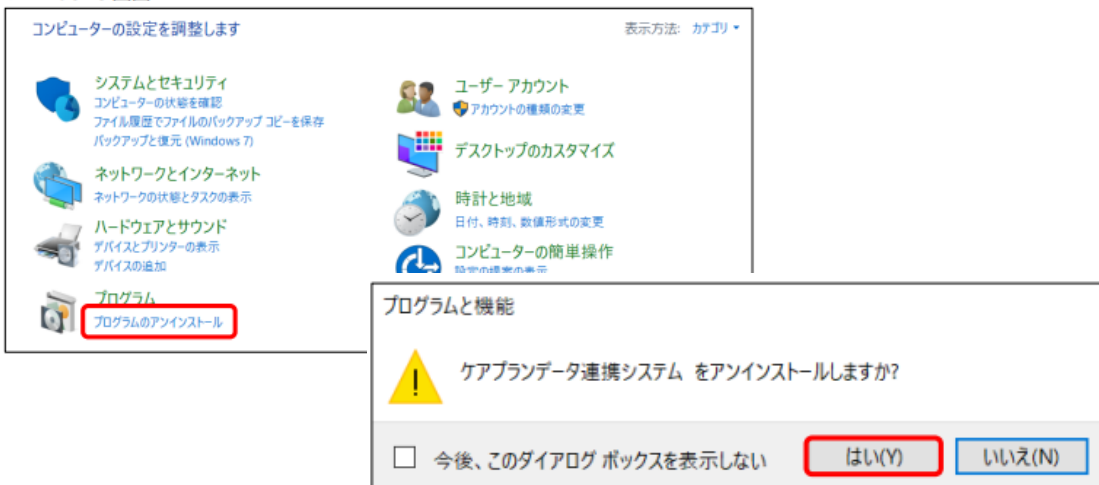 コンピューターの設定を調整します
表示方法: カテゴリ
システムとセキュリティ
コンピューターの状態を確認
ファイル履歴でファイルのバックアップ コピーを保存
バックアップと復元 (Windows 7)
ネットワークとインターネット
ネットワークの状態とタスクの表示
ハードウェアとサウンド
デバイスとプリンターの表示
デバイスの追加
プログラム
プログラムのアンインストール
ユーザー アカウント
アカウントの種類の変更
デスクトップのカスタマイズ
時計と地域
日付、時刻、数値形式の変更
コンピューターの簡単操作
設定の提案の表示
プログラムと機能
ケアプランデータ連携システム をアンインストールしますか?
今後、このダイアログ ボックスを表示しない
はい(Y)
いいえ(N)